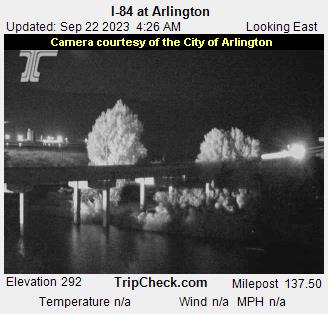 I-84 at Arlington
Updated: Sep 22 2023 4:26 AM Looking East
Camera courtesy of the City of Arlington
Elevation 292 TripCheck.com Milepost 137.50
Temperature n/a Wind n/a MPH n/a